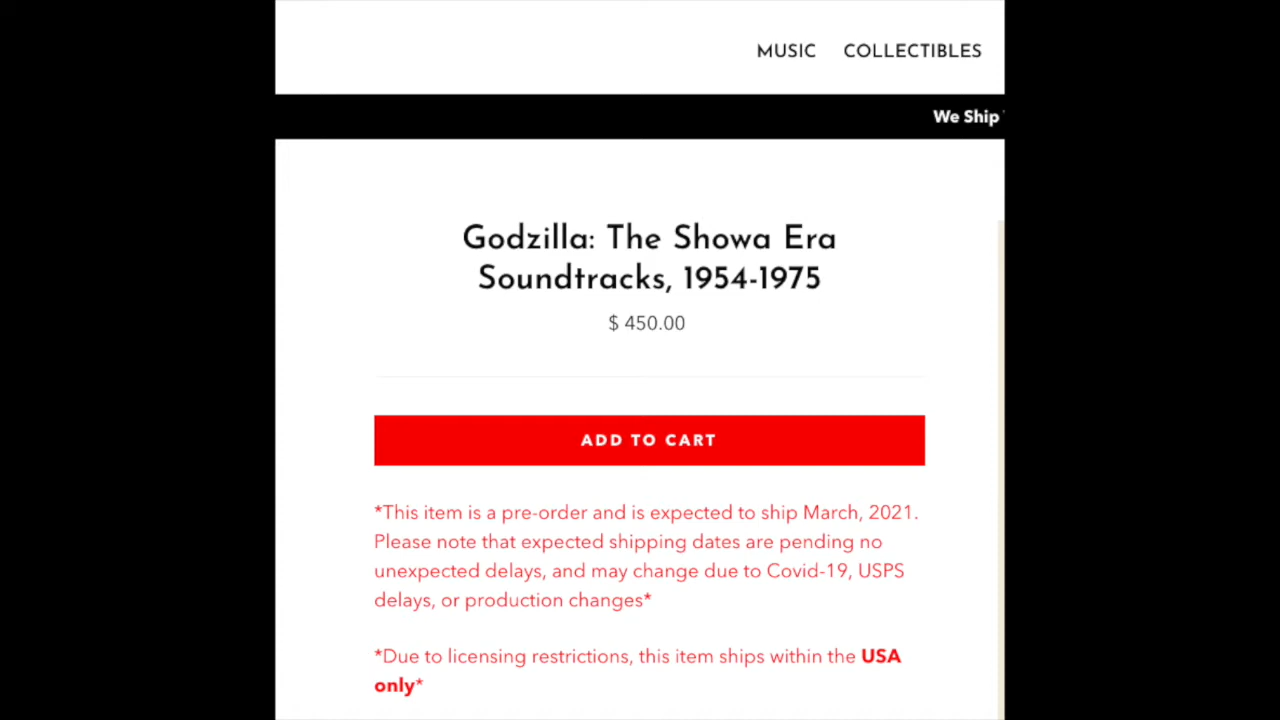 MUSIC COLLECTIBLES
We Ship
Godzilla: The Showa Era
Soundtracks, 1954-1975
$ 450.00
ADD TO CART
*This item is a pre-order and is expected to ship March, 2021.
Please note that expected shipping dates are pending no
unexpected delays, and may change due to Covid-19, USPS
delays, or production changes*
*Due to licensing restrictions, this item ships within the USA
only*